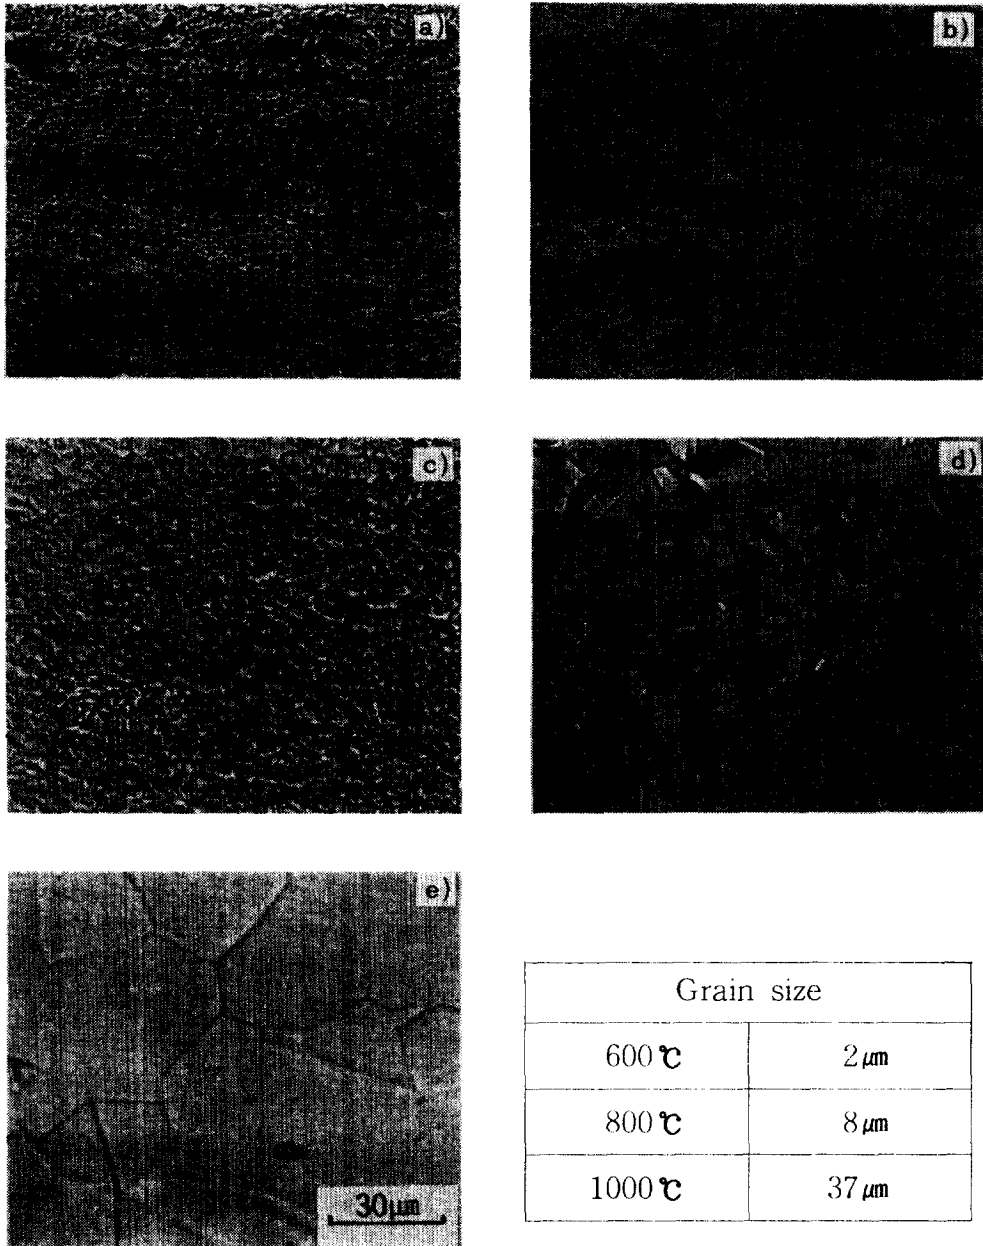 a)
b)
c)
d)
e)
30㎛
Grain size
600℃ 2㎛
800℃ 8㎛
1000℃ 37㎛